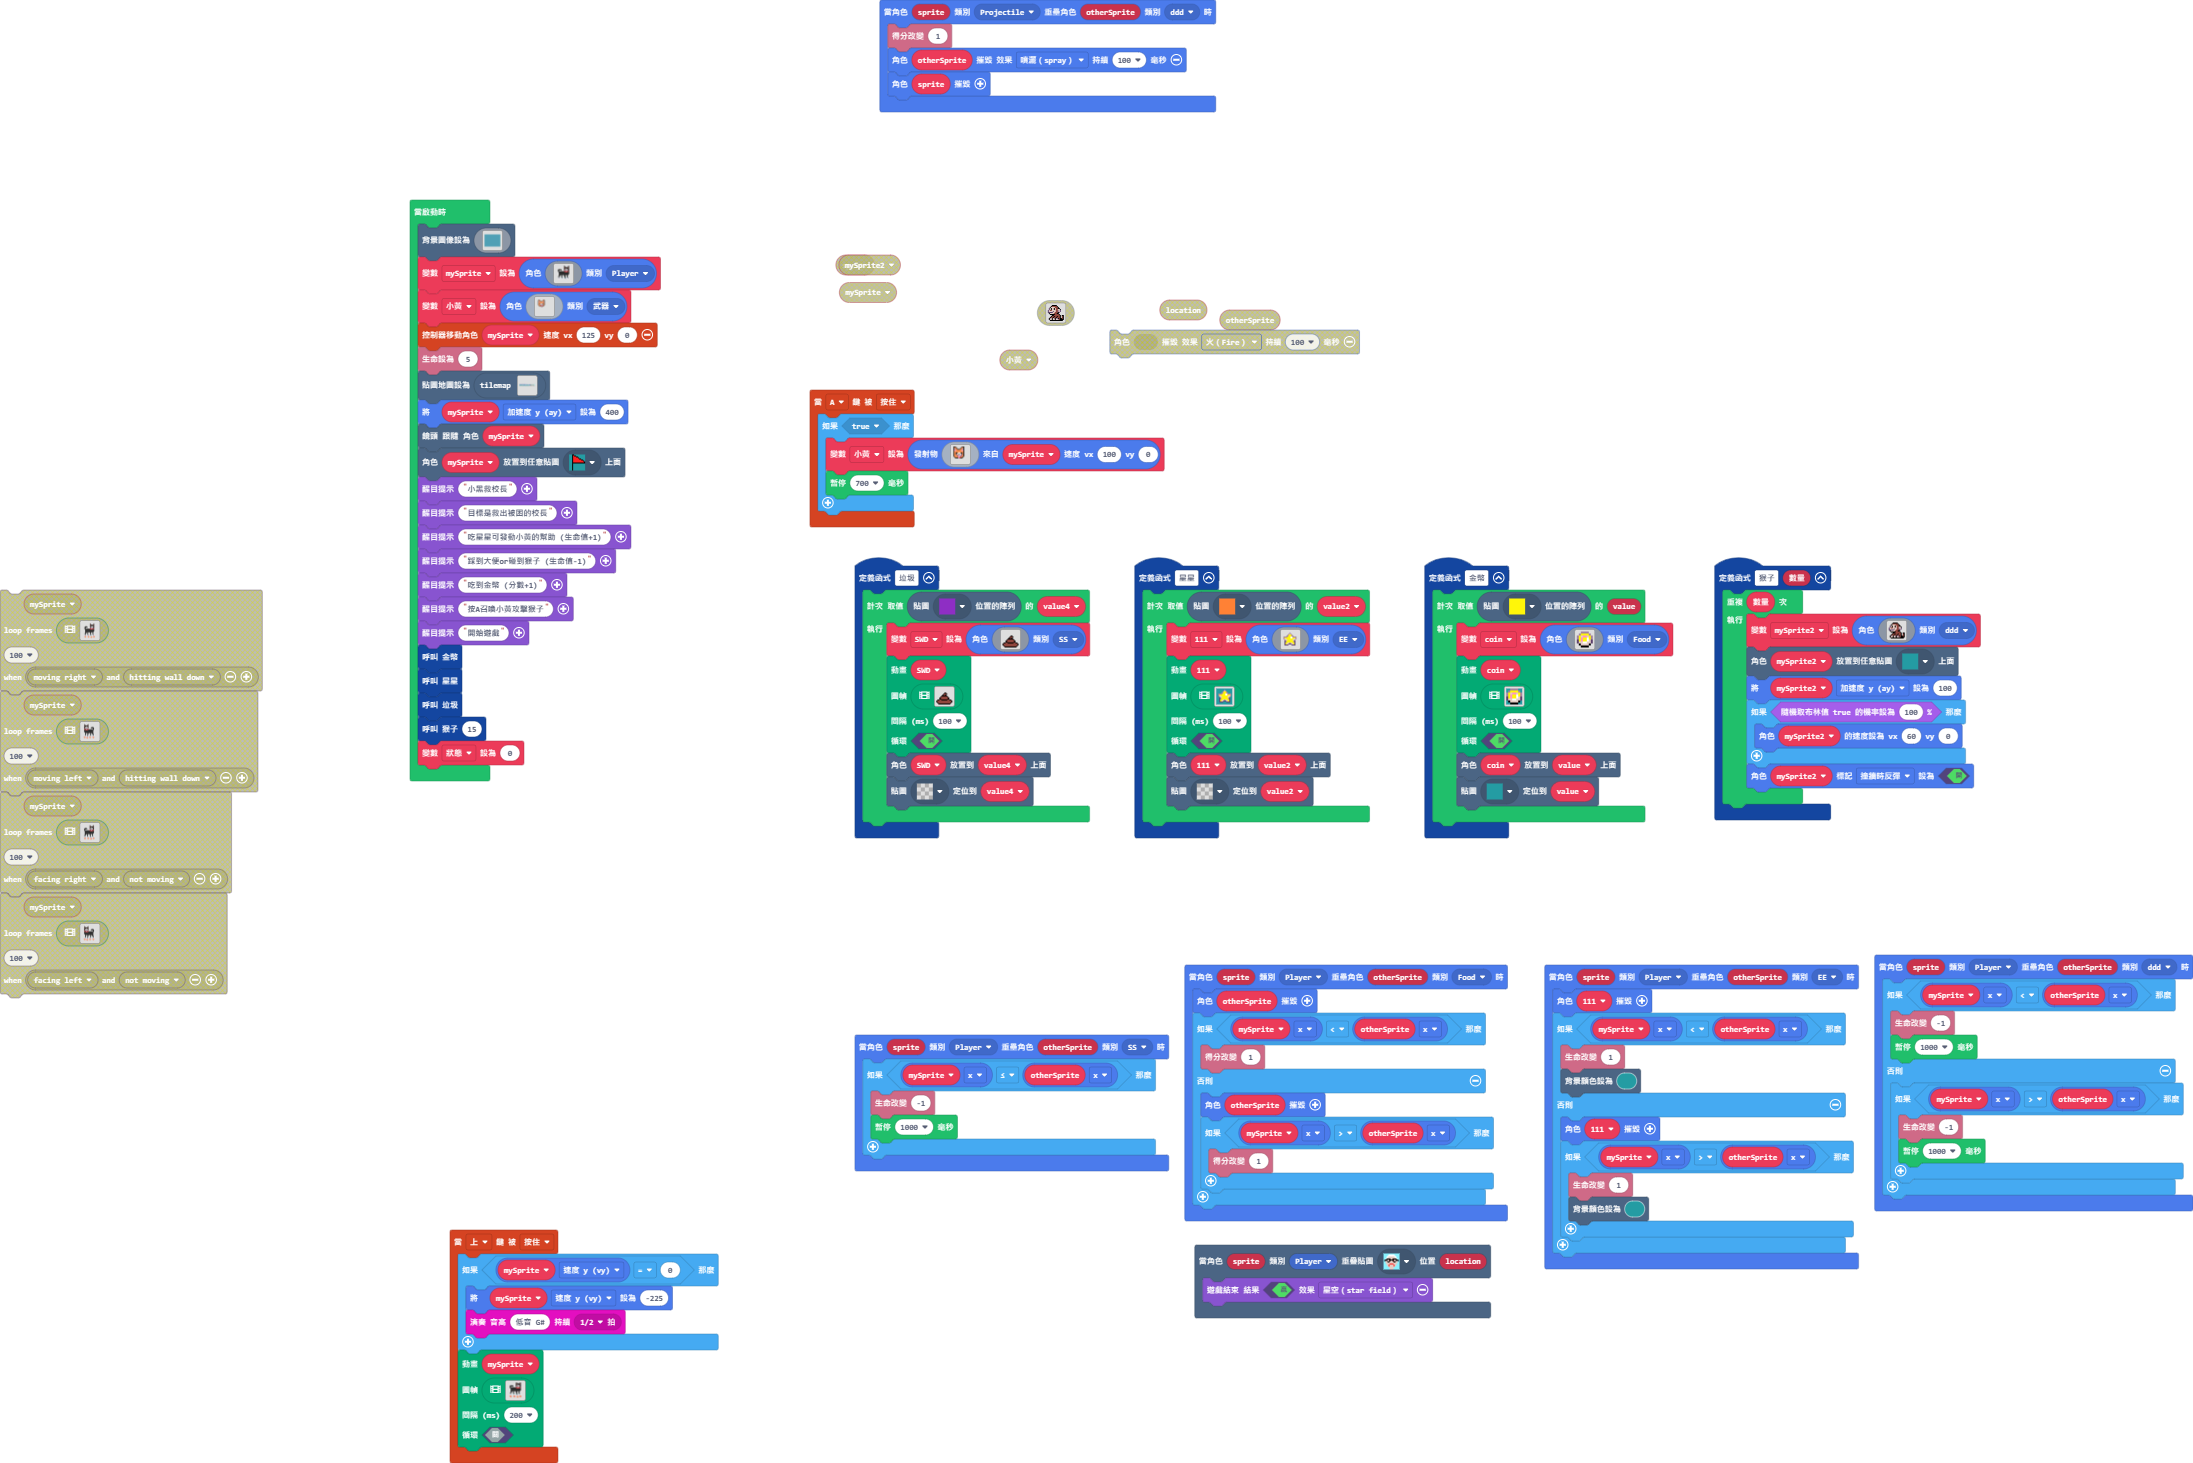 當角色 sprite 類別 Projectile 重疊角色 otherSprite 類別 ddd 時
得分改變 1
角色 otherSprite 摧毀 效果 噴灑 (spray) 持續 100 毫秒
角色 sprite 摧毀
當啟動時
背景圖像設為
變數 mySprite 設為 角色 類別 Player
變數 小黃 設為 角色 類別 武器
控制器移動角色 mySprite 速度 vx 125 vy 0
生命設為 5
貼圖地圖設為 tilemap
將 mySprite 加速度 y (ay) 設為 400
鏡頭 跟隨 角色 mySprite
角色 mySprite 放置到任意貼圖 上面
醒目提示 "小黑救校長"
醒目提示 "目標是救出被困的校長"
醒目提示 "吃星星可發動小黃的幫助 (生命值+1)"
醒目提示 "踩到大便or碰到猴子 (生命值-1)"
醒目提示 "吃到金幣 (分數+1)"
醒目提示 "按A召喚小黃攻擊猴子"
醒目提示 "開始遊戲"
呼叫 金幣
呼叫 星星
呼叫 垃圾
呼叫 猴子 15
變數 狀態 設為 0
mySprite2
mySprite
小黃
location
otherSprite
角色 摧毀 效果 火 (Fire) 持續 100 毫秒
當 A 鍵 被 按住
如果 true 那麼
變數 小黃 設為 發射物 來自 mySprite 速度 vx 100 vy 0
暫停 700 毫秒
mySprite
loop frames
100
when moving right and hitting wall down
mySprite
loop frames
100
when moving left and hitting wall down
mySprite
loop frames
100
when facing right and not moving
mySprite
loop frames
100
when facing left and not moving
定義函式 垃圾
計次 取值 貼圖 位置的陣列 的 value4
執行
變數 SWD 設為 角色 類別 SS
動畫 SWD
圖幀
間隔 (ms) 100
循環
角色 SWD 放置到 value4 上面
貼圖 定位到 value4
定義函式 星星
計次 取值 貼圖 位置的陣列 的 value2
執行
變數 111 設為 角色 類別 EE
動畫 111
圖幀
間隔 (ms) 100
循環
角色 111 放置到 value2 上面
貼圖 定位到 value2
定義函式 金幣
計次 取值 貼圖 位置的陣列 的 value
執行
變數 coin 設為 角色 類別 Food
動畫 coin
圖幀
間隔 (ms) 100
循環
角色 coin 放置到 value 上面
貼圖 定位到 value
定義函式 猴子 數量
重複 數量 次
執行
變數 mySprite2 設為 角色 類別 ddd
角色 mySprite2 放置到任意貼圖 上面
將 mySprite2 加速度 y (ay) 設為 100
如果 隨機取布林值 true 的機率設為 100 % 那麼
角色 mySprite2 的速度設為 vx 60 vy 0
角色 mySprite2 標記 撞牆時反彈 設為
當角色 sprite 類別 Player 重疊角色 otherSprite 類別 SS 時
如果 mySprite x ≤ otherSprite x 那麼
生命改變 -1
暫停 1000 毫秒
當角色 sprite 類別 Player 重疊角色 otherSprite 類別 Food 時
角色 otherSprite 摧毀
如果 mySprite x < otherSprite x 那麼
得分改變 1
否則
角色 otherSprite 摧毀
如果 mySprite x > otherSprite x 那麼
得分改變 1
當角色 sprite 類別 Player 重疊角色 otherSprite 類別 EE 時
角色 111 摧毀
如果 mySprite x < otherSprite x 那麼
生命改變 1
背景顏色設為
否則
角色 111 摧毀
如果 mySprite x > otherSprite x 那麼
生命改變 1
背景顏色設為
當角色 sprite 類別 Player 重疊角色 otherSprite 類別 ddd 時
如果 mySprite x < otherSprite x 那麼
生命改變 -1
暫停 1000 毫秒
否則
如果 mySprite x > otherSprite x 那麼
生命改變 -1
暫停 1000 毫秒
當角色 sprite 類別 Player 重疊貼圖 位置 location
遊戲結束 結果 效果 星空 (star field)
當 上 鍵 被 按住
如果 mySprite 速度 y (vy) = 0 那麼
將 mySprite 速度 y (vy) 設為 -225
演奏 音高 低音 G# 持續 1/2 拍
動畫 mySprite
圖幀
間隔 (ms) 200
循環